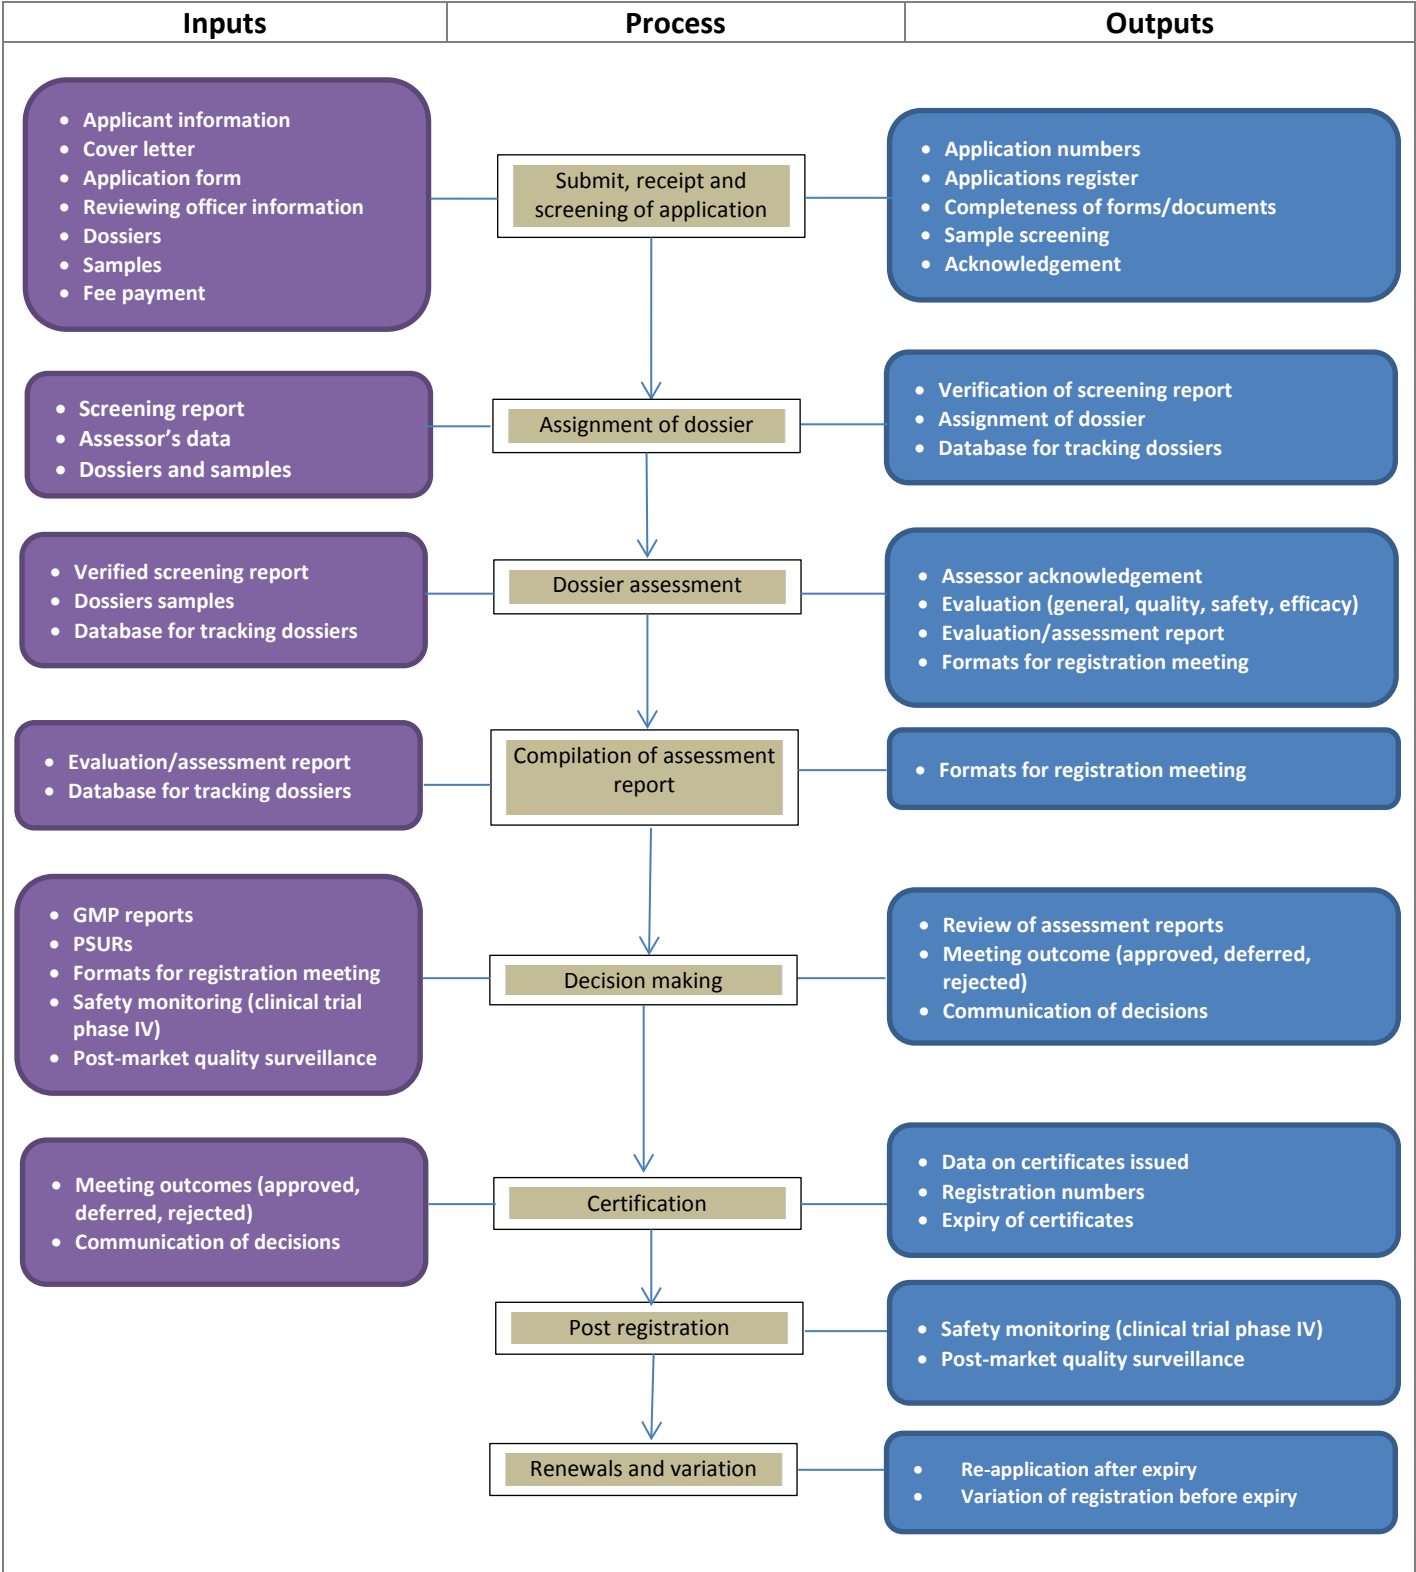 Inputs
Process
Outputs
• Applicant information
• Cover letter
• Application form
• Reviewing officer information
• Dossiers
• Samples
• Fee payment
Submit, receipt and
screening of application
• Application numbers
• Applications register
• Completeness of forms/documents
• Sample screening
• Acknowledgement
• Screening report
• Assessor’s data
• Dossiers and samples
Assignment of dossier
• Verification of screening report
• Assignment of dossier
• Database for tracking dossiers
• Verified screening report
• Dossiers samples
• Database for tracking dossiers
Dossier assessment
• Assessor acknowledgement
• Evaluation (general, quality, safety, efficacy)
• Evaluation/assessment report
• Formats for registration meeting
• Evaluation/assessment report
• Database for tracking dossiers
Compilation of assessment
report
• Formats for registration meeting
• GMP reports
• PSURs
• Formats for registration meeting
• Safety monitoring (clinical trial
phase IV)
• Post-market quality surveillance
Decision making
• Review of assessment reports
• Meeting outcome (approved, deferred,
rejected)
• Communication of decisions
• Meeting outcomes (approved,
deferred, rejected)
• Communication of decisions
Certification
• Data on certificates issued
• Registration numbers
• Expiry of certificates
Post registration
• Safety monitoring (clinical trial phase IV)
• Post-market quality surveillance
Renewals and variation
• Re-application after expiry
• Variation of registration before expiry